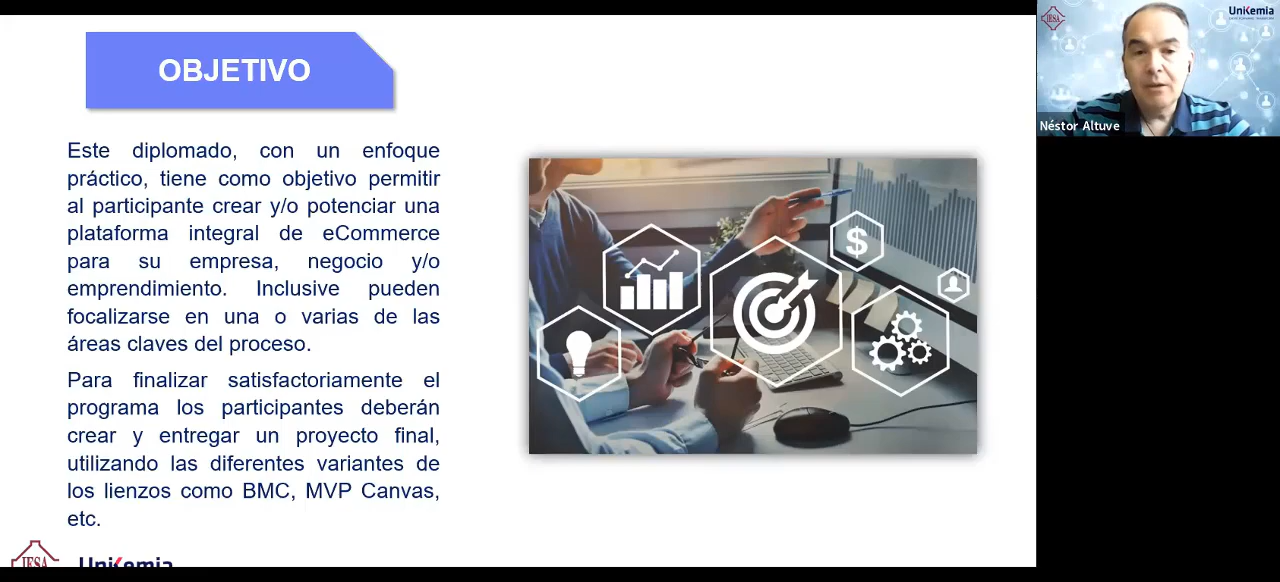 OBJETIVO
Este diplomado, con un enfoque
práctico, tiene como objetivo permitir
al participante crear y/o potenciar una
plataforma integral de eCommerce
para su empresa, negocio y/o
emprendimiento. Inclusive pueden
focalizarse en una o varias de las
áreas claves del proceso.
Para finalizar satisfactoriamente el
programa los participantes deberán
crear y entregar un proyecto final,
utilizando las diferentes variantes de
los lienzos como BMC, MVP Canvas,
etc.
IESA
UniKemia
$
IESA
UniKemia
Néstor Altuve